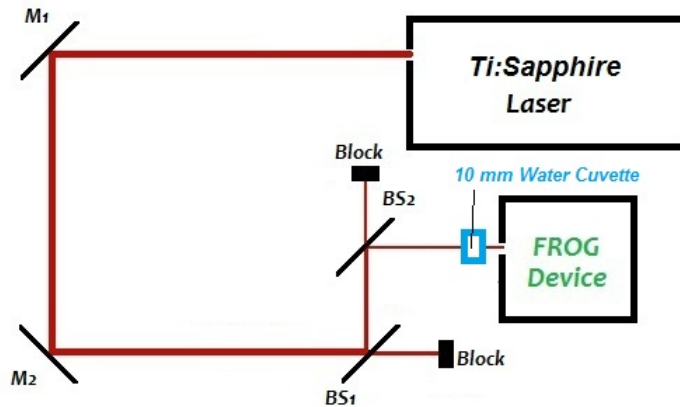 M1
Ti:Sapphire
Laser
Block
10 mm Water Cuvette
BS2
FROG
Device
Block
M2
BS1